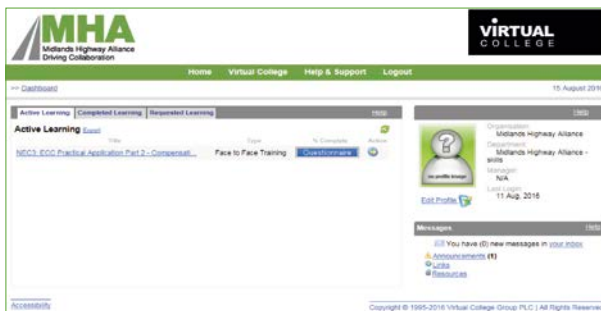 MHA
Midlands Highway Alliance
Driving Collaboration
VIRTUAL
COLLEGE
Home Virtual College Help & Support Logout
<< Dashboard 15 August 2016
Active Learning Completed Learning Requested Learning Help
Active Learning Export
Title Type % Complete Action
NEC3: ECC Practical Application Part 2 - Compensati... Face to Face Training Questionnaire
Help
no profile image
Edit Profile
Organisation:
Midlands Highway Alliance
Department:
Midlands Highway Alliance -
skills
Manager:
N/A
Last Login:
11 Aug, 2016
Messages Help
You have (0) new messages in your inbox
Announcements (1)
Links
Resources
Accessibility Copyright © 1995-2016 Virtual College Group PLC | All Rights Reserved